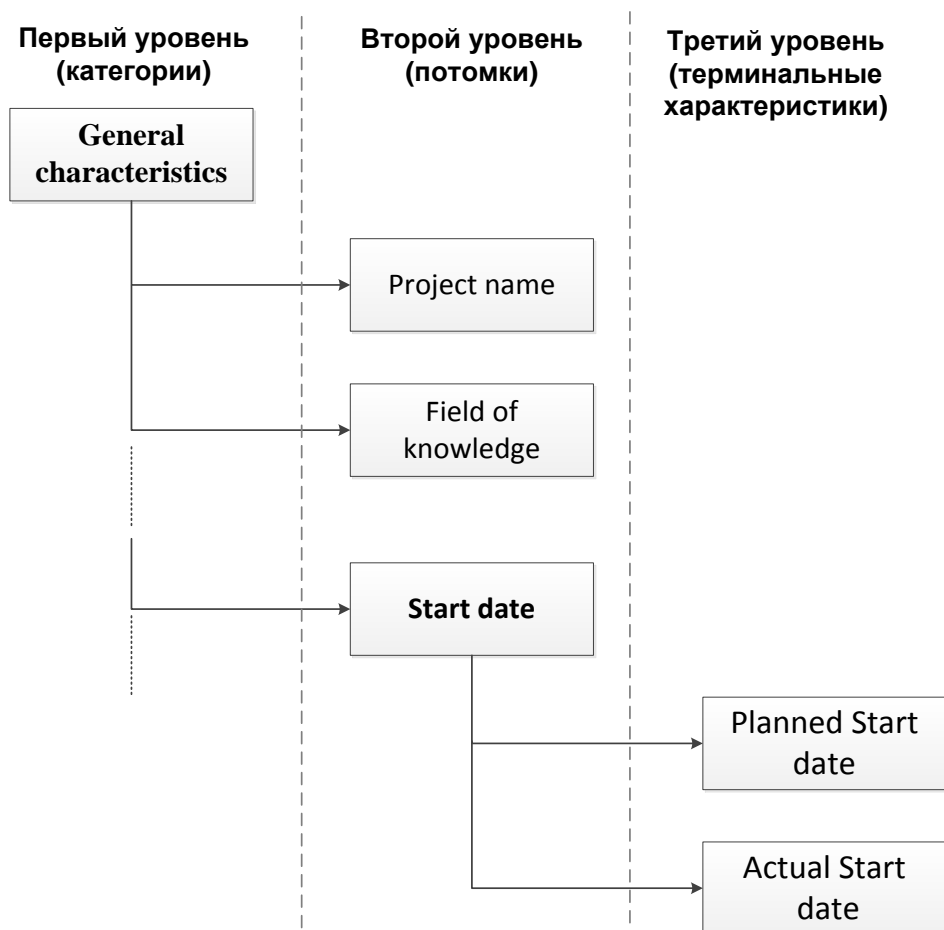 Первый уровень
(категории)
Второй уровень
(потомки)
Третий уровень
(терминальные
характеристики)
General
characteristics
Project name
Field of
knowledge
Start date
Planned Start
date
Actual Start
date